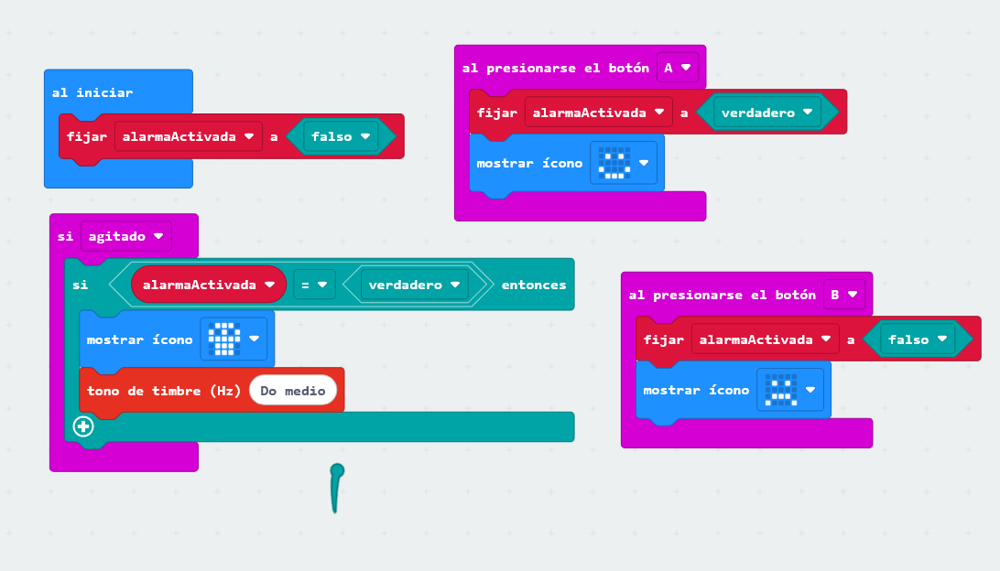 al iniciar
fijar alarmaActivada a falso
al presionarse el botón A
fijar alarmaActivada a verdadero
mostrar ícono
si agitado
si alarmaActivada = verdadero entonces
mostrar ícono
tono de timbre (Hz) Do medio
al presionarse el botón B
fijar alarmaActivada a falso
mostrar ícono